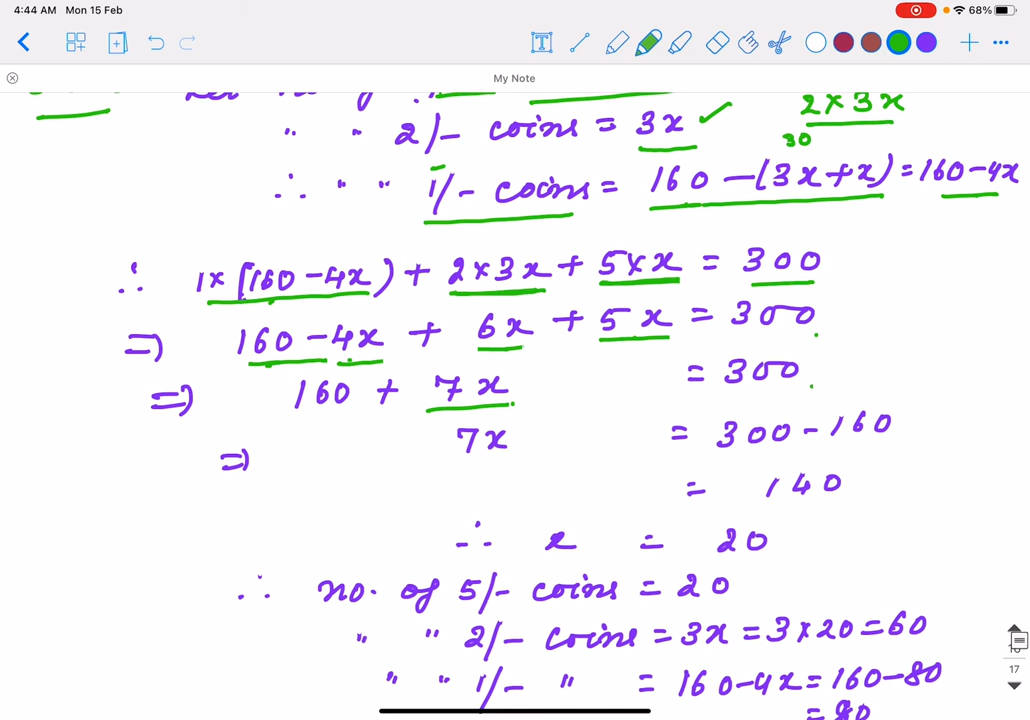 4:44 AM Mon 15 Feb
68%
My Note
2 × 3x
" " 2/- coins = 3x ✓
30
∴ " " 1/- coins = 160 - (3x + x) = 160 - 4x
∴ 1 × (160 - 4x) + 2 × 3x + 5 × x = 300
⇒ 160 - 4x + 6x + 5x = 300
⇒ 160 + 7x = 300
⇒ 7x = 300 - 160
= 140
∴ x = 20
∴ no. of 5/- coins = 20
" " 2/- coins = 3x = 3 × 20 = 60
" " 1/- " = 160 - 4x = 160 - 80
= 80
17